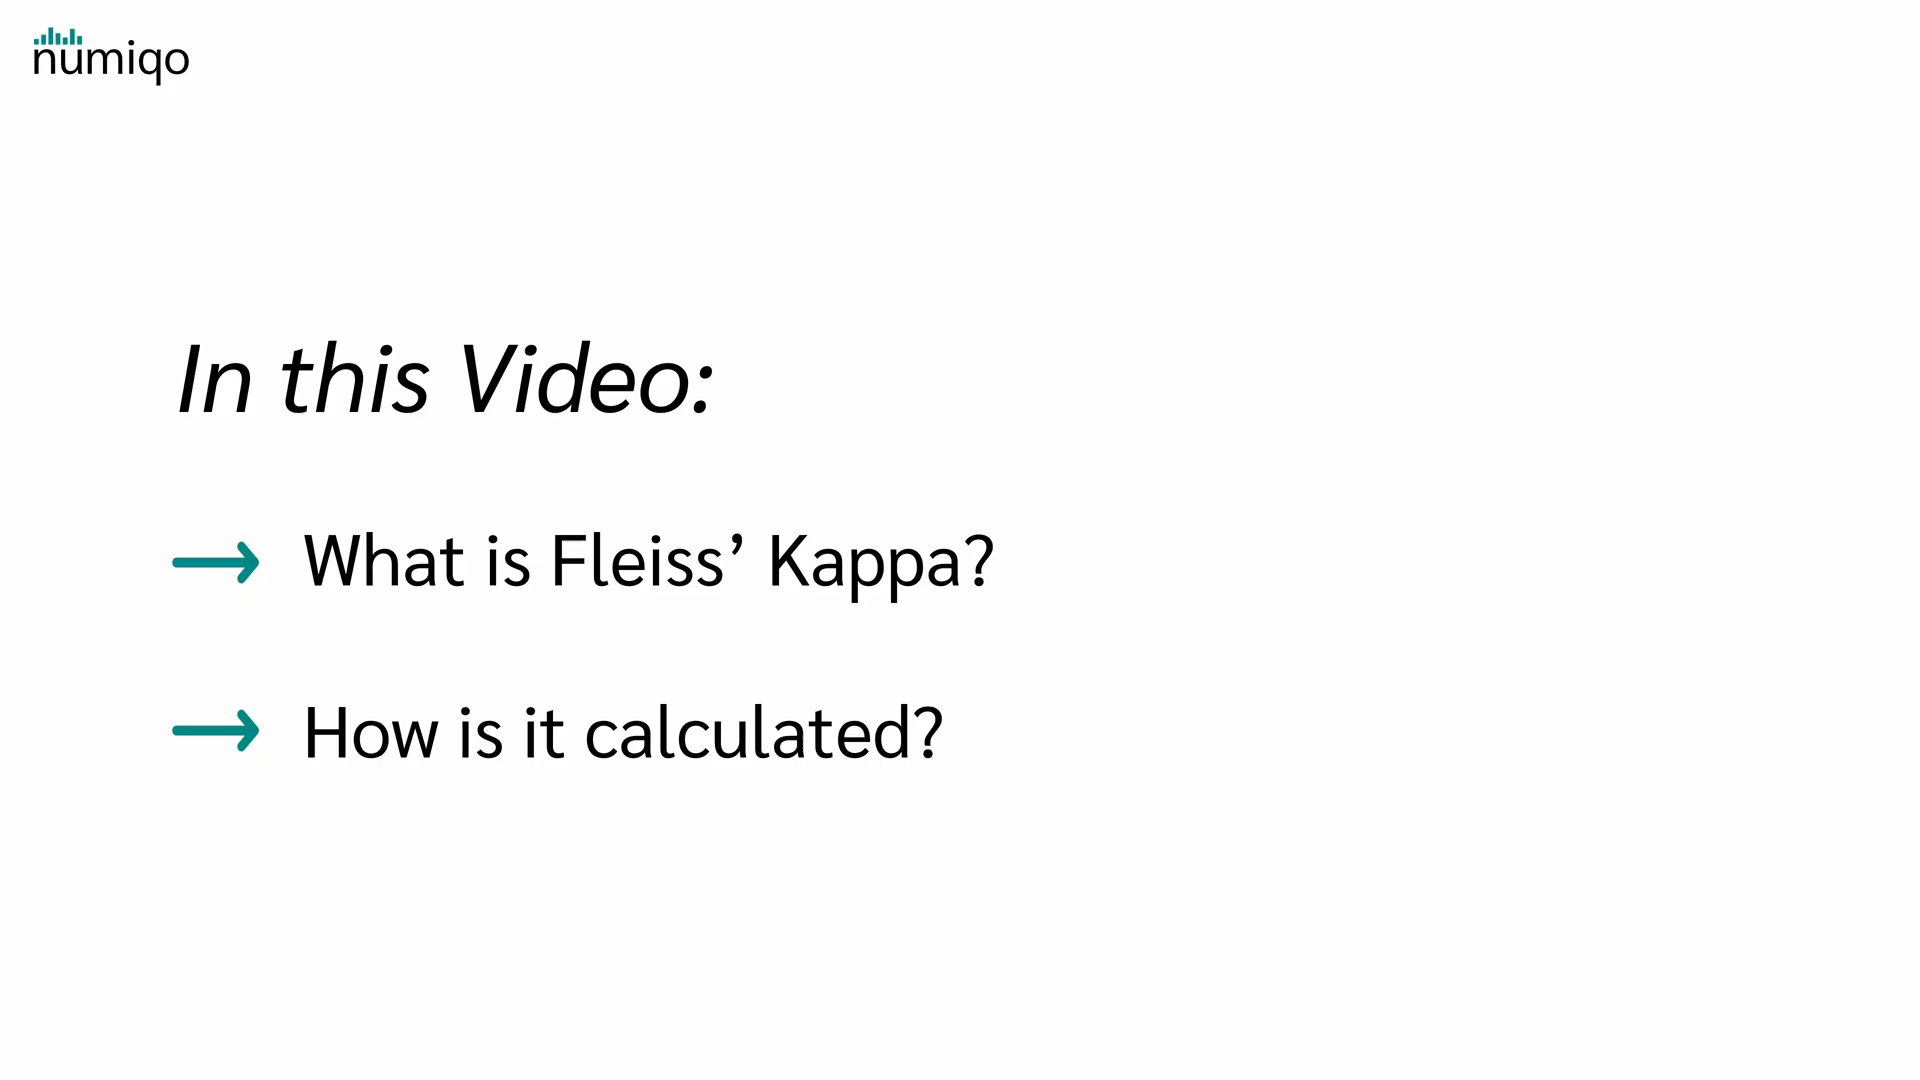 numiqo
In this Video:
What is Fleiss’ Kappa?
How is it calculated?